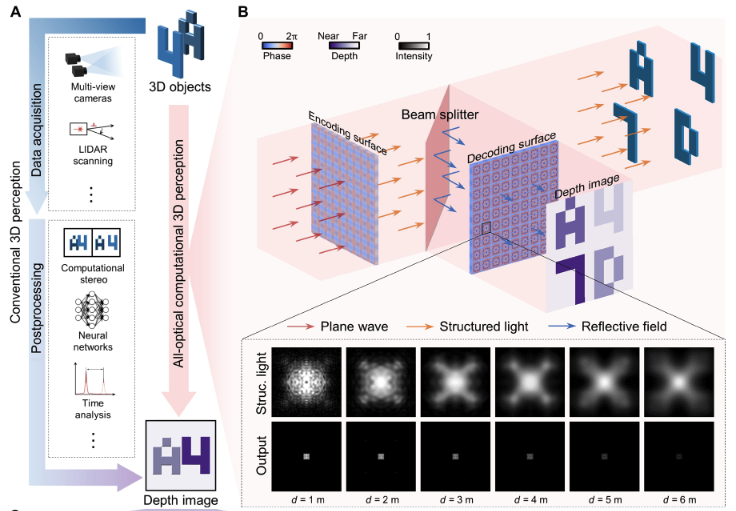 A
3D objects
Conventional 3D perception
Data acquisition
Multi-view
cameras
LIDAR
scanning
Postprocessing
Computational
stereo
Neural
networks
Time
analysis
All-optical computational 3D perception
Depth image
B
0 2π
Phase
Near Far
Depth
0 1
Intensity
Encoding surface
Beam splitter
Decoding surface
Depth image
Plane wave
Structured light
Reflective field
Struc. light
Output
d = 1 m
d = 2 m
d = 3 m
d = 4 m
d = 5 m
d = 6 m